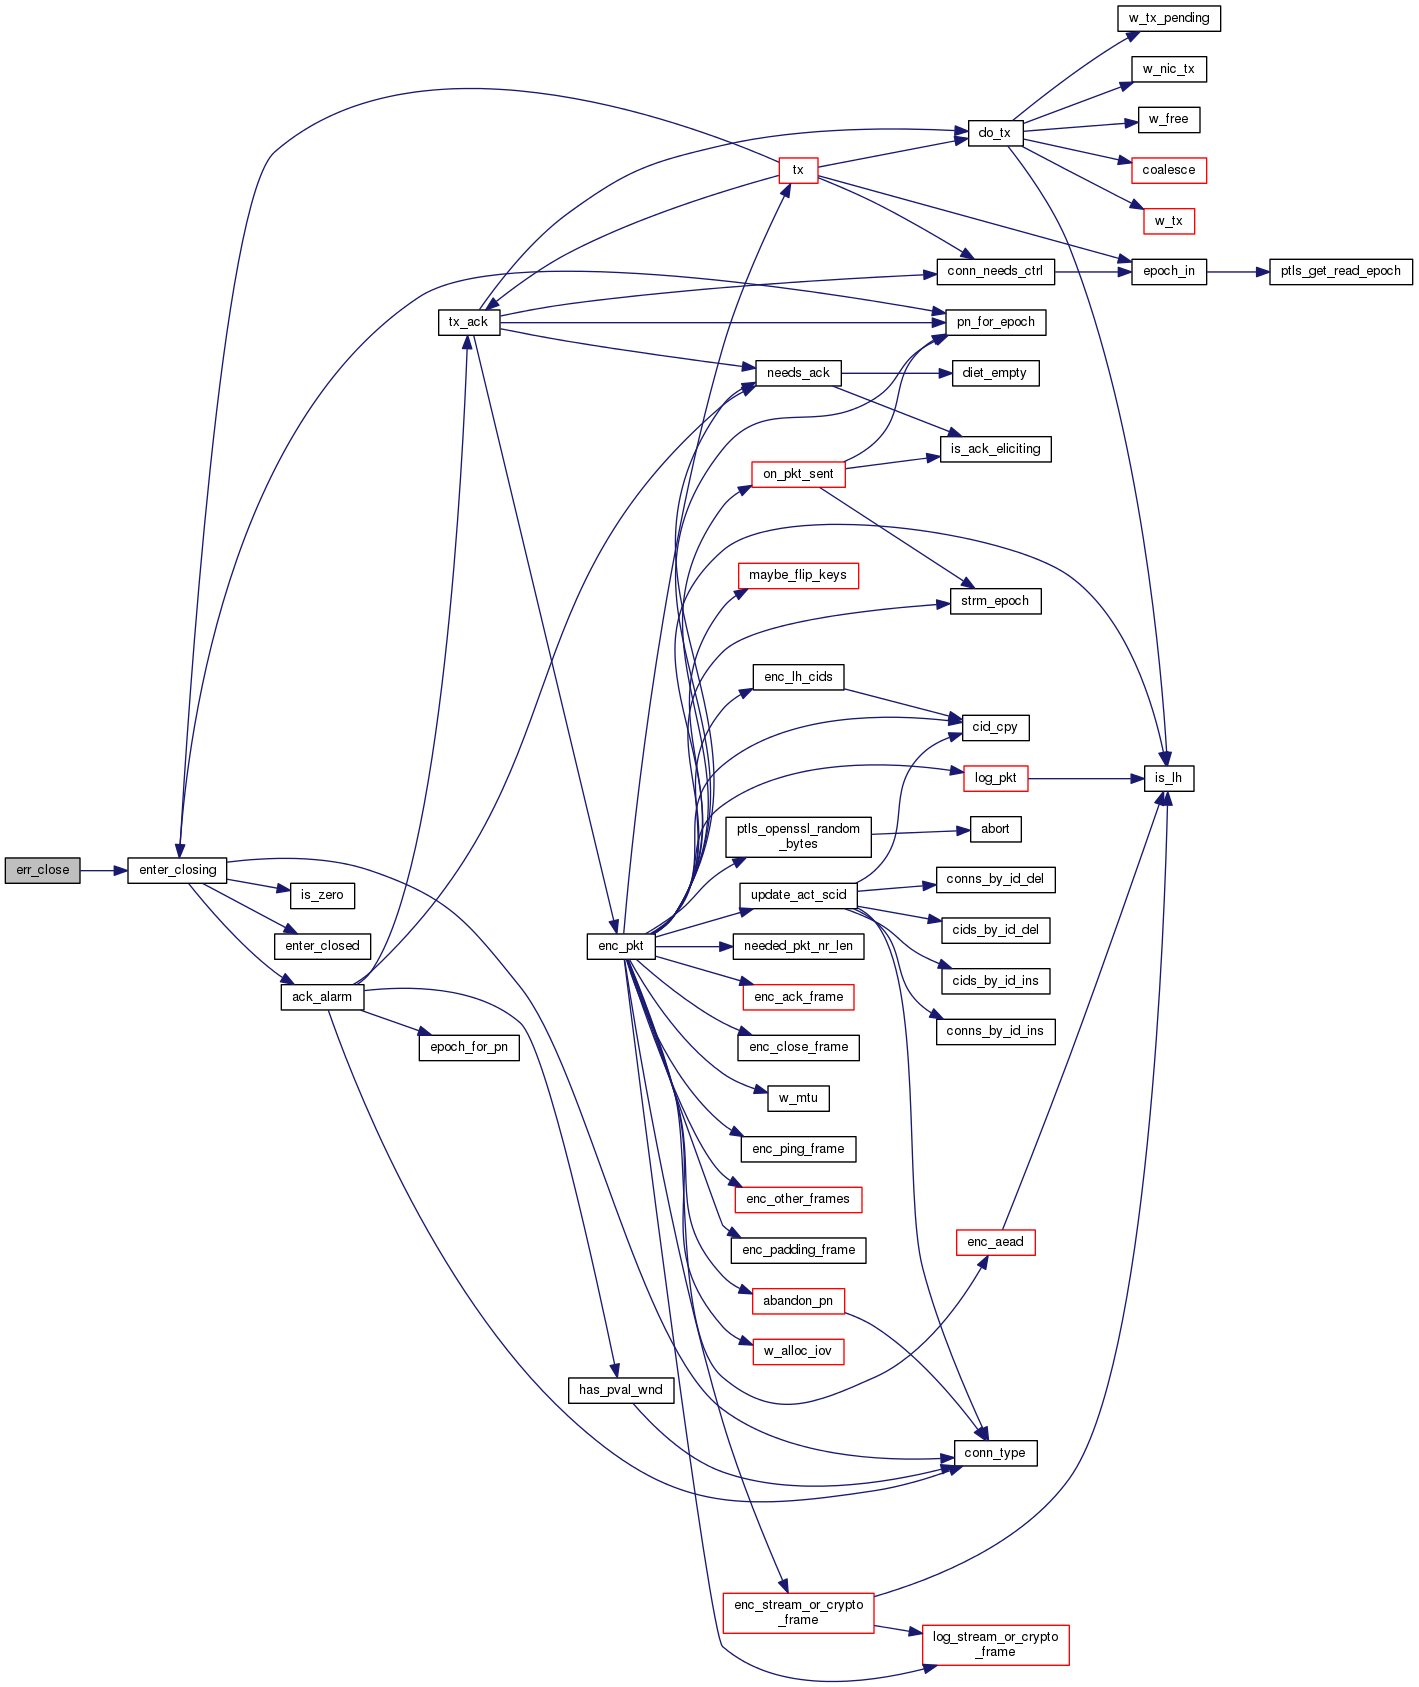 w_tx_pending
w_nic_tx
w_free
do_tx
coalesce
tx
w_tx
conn_needs_ctrl
epoch_in
ptls_get_read_epoch
tx_ack
pn_for_epoch
needs_ack
diet_empty
is_ack_eliciting
on_pkt_sent
maybe_flip_keys
strm_epoch
enc_lh_cids
cid_cpy
log_pkt
is_lh
ptls_openssl_random
_bytes
abort
err_close
enter_closing
is_zero
update_act_scid
conns_by_id_del
cids_by_id_del
enter_closed
enc_pkt
needed_pkt_nr_len
cids_by_id_ins
ack_alarm
enc_ack_frame
conns_by_id_ins
epoch_for_pn
enc_close_frame
w_mtu
enc_ping_frame
enc_other_frames
enc_padding_frame
enc_aead
abandon_pn
w_alloc_iov
has_pval_wnd
conn_type
enc_stream_or_crypto
_frame
log_stream_or_crypto
_frame